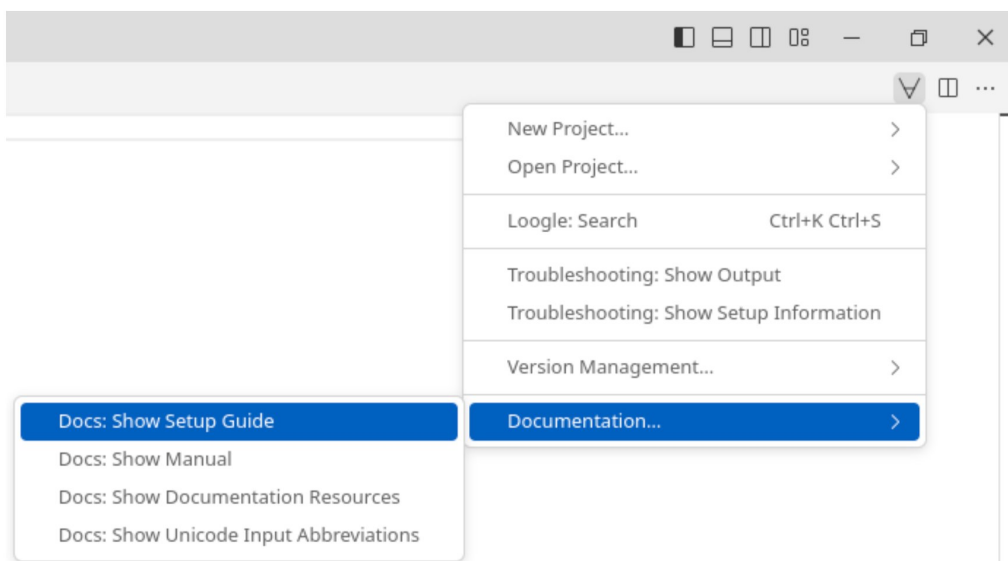 New Project...
Open Project...
Loogle: Search Ctrl+K Ctrl+S
Troubleshooting: Show Output
Troubleshooting: Show Setup Information
Version Management...
Documentation...
Docs: Show Setup Guide
Docs: Show Manual
Docs: Show Documentation Resources
Docs: Show Unicode Input Abbreviations